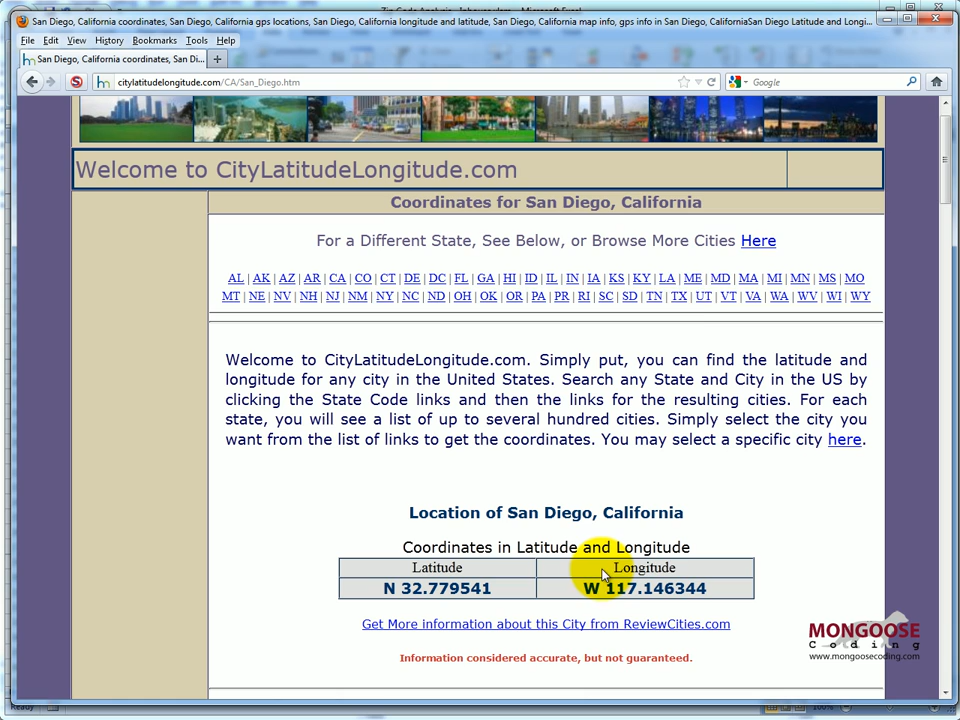 San Diego, California coordinates, San Diego, California gps locations, San Diego, California longitude and latitude, San Diego, California map info, gps info in San Diego, CaliforniaSan Diego Latitude and Longi...
File Edit View History Bookmarks Tools Help
San Diego, California coordinates, San Di... +
citylatitudelongitude.com/CA/San_Diego.htm Google
Welcome to CityLatitudeLongitude.com
Coordinates for San Diego, California
For a Different State, See Below, or Browse More Cities Here
AL | AK | AZ | AR | CA | CO | CT | DE | DC | FL | GA | HI | ID | IL | IN | IA | KS | KY | LA | ME | MD | MA | MI | MN | MS | MO
MT | NE | NV | NH | NJ | NM | NY | NC | ND | OH | OK | OR | PA | PR | RI | SC | SD | TN | TX | UT | VT | VA | WA | WV | WI | WY
Welcome to CityLatitudeLongitude.com. Simply put, you can find the latitude and
longitude for any city in the United States. Search any State and City in the US by
clicking the State Code links and then the links for the resulting cities. For each
state, you will see a list of up to several hundred cities. Simply select the city you
want from the list of links to get the coordinates. You may select a specific city here.
Location of San Diego, California
Coordinates in Latitude and Longitude
Latitude Longitude
N 32.779541 W 117.146344
Get More information about this City from ReviewCities.com
Information considered accurate, but not guaranteed.
MONGOOSE
Coding
www.mongoosecoding.com
Ready 100%